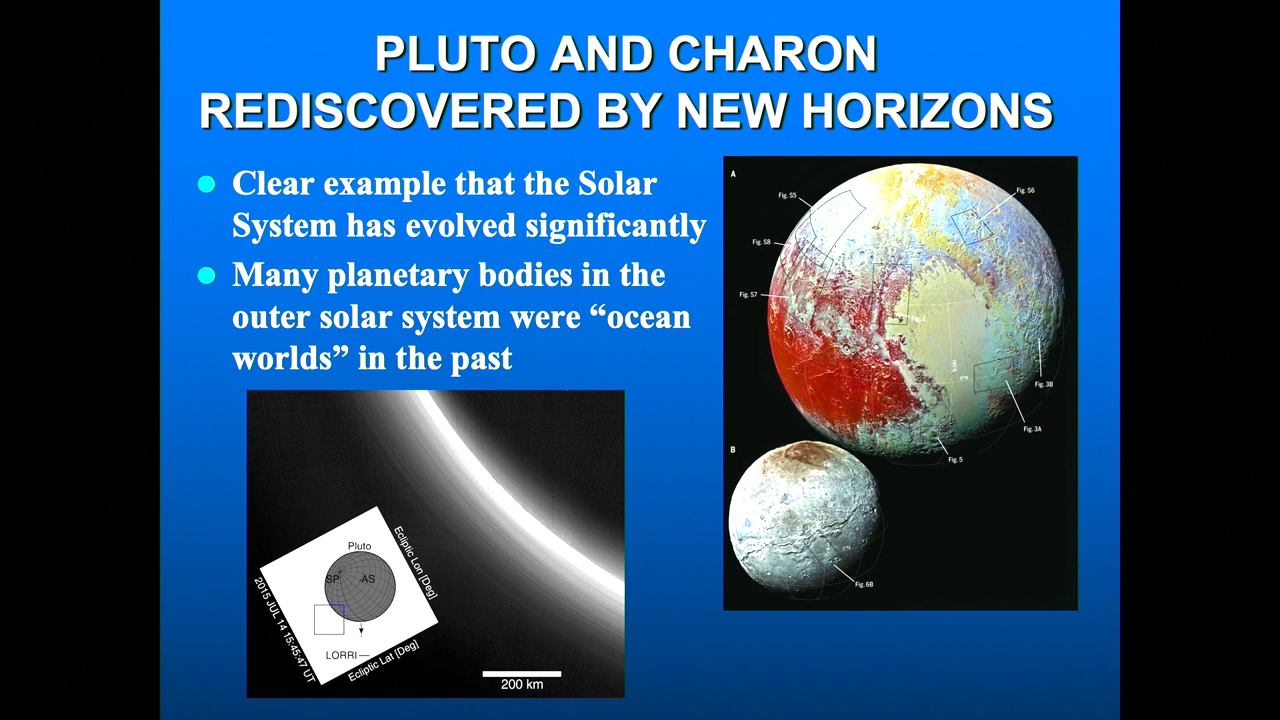 PLUTO AND CHARON
REDISCOVERED BY NEW HORIZONS
Clear example that the Solar
System has evolved significantly
Many planetary bodies in the
outer solar system were “ocean
worlds” in the past
A
Fig. S5
Fig. S6
Fig. S8
Fig. S7
0°N
3B
Fig. 3A
Fig. 5
B
Fig. 6B
Pluto
SP
AS
LORRI
Ecliptic Lon [Deg]
Ecliptic Lat [Deg]
2015 JUL 14 15:45:47 UT
200 km